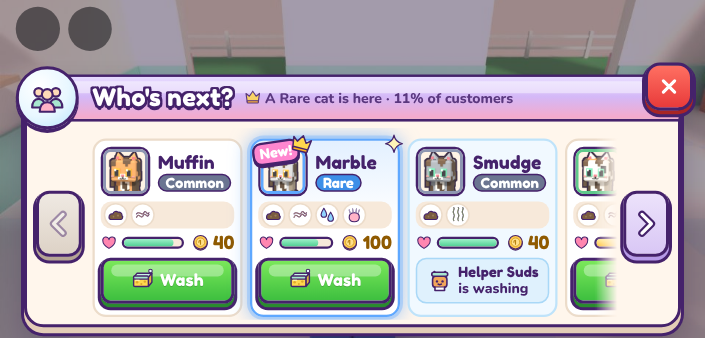 Who's next?
A Rare cat is here · 11% of customers
Muffin
Common
40
Wash
New!
Marble
Rare
100
Wash
Smudge
Common
40
Helper Suds
is washing